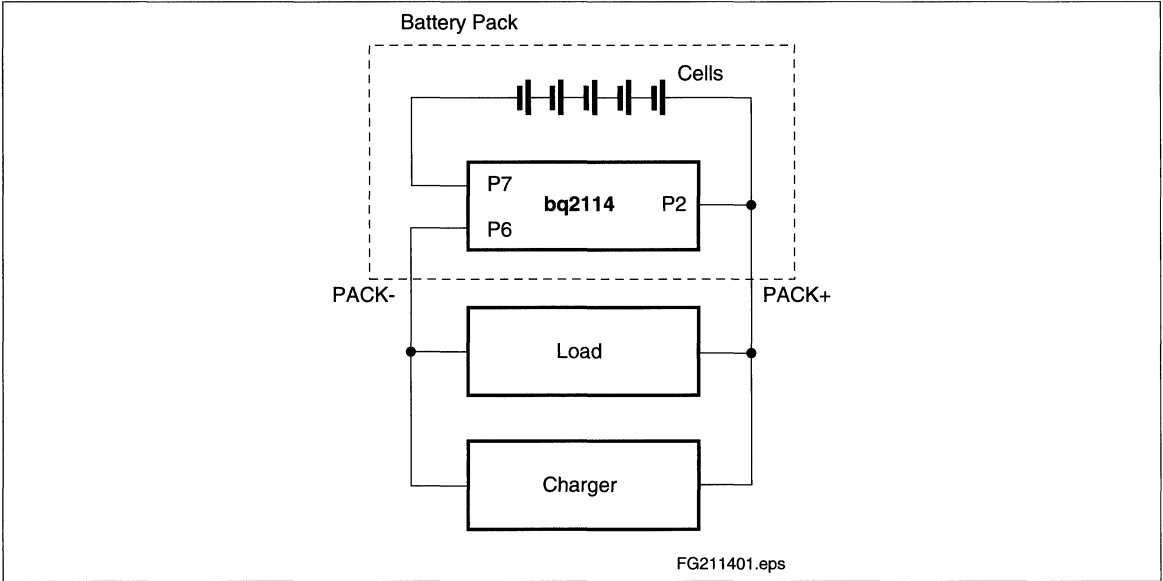 Battery Pack
Cells
P7
bq2114 P2
P6
PACK- PACK+
Load
Charger
FG211401.eps